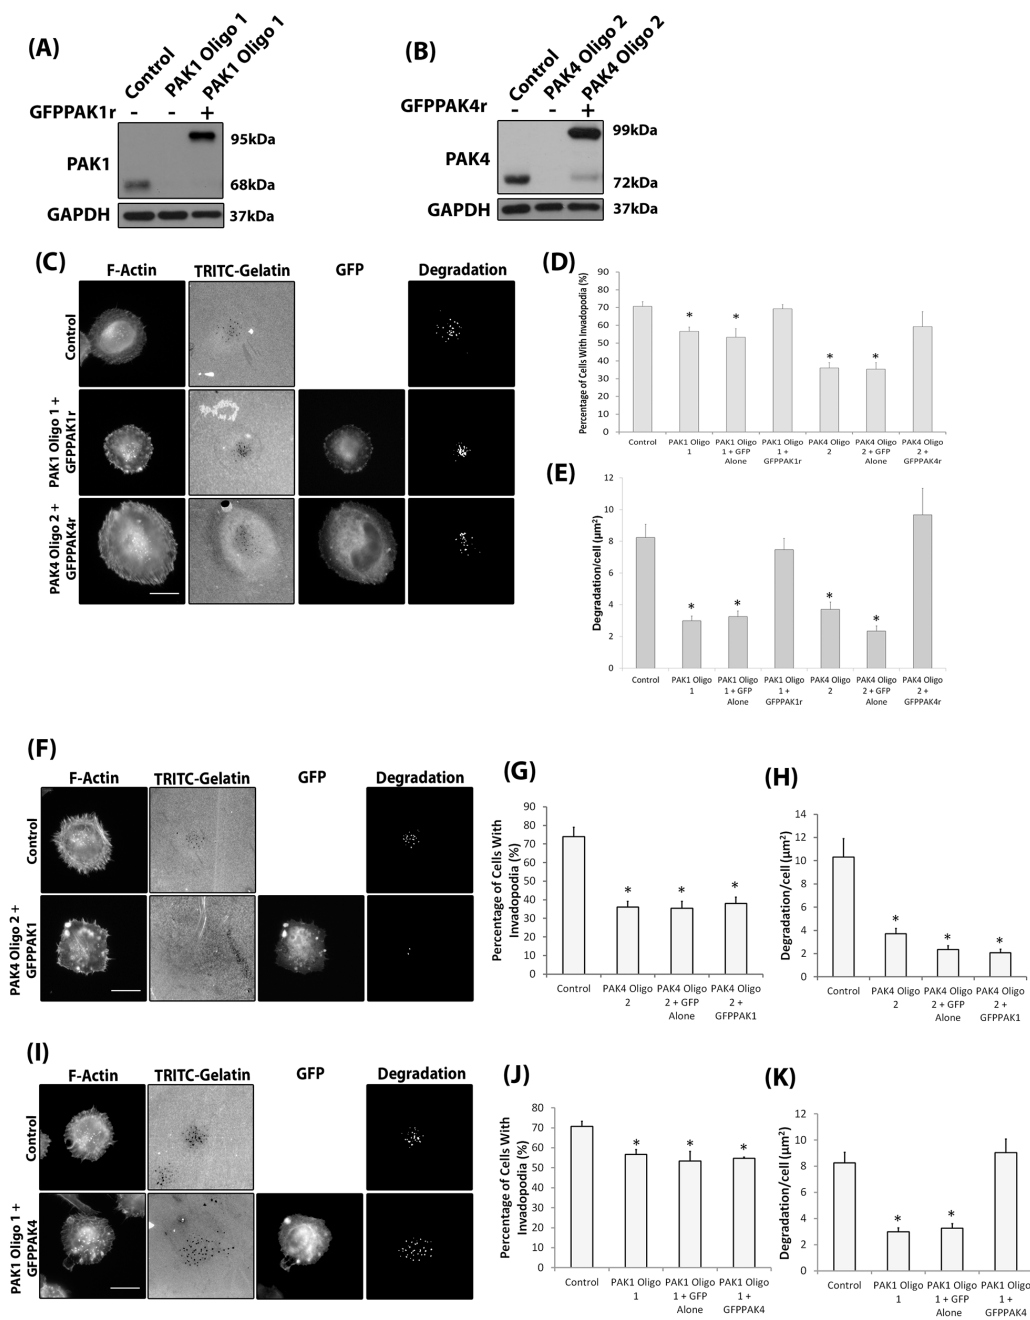 (A)
Control
PAK1 Oligo 1
PAK1 Oligo 1
GFPPAK1r
- - +
PAK1
95kDa
68kDa
GAPDH
37kDa
(B)
Control
PAK4 Oligo 2
PAK4 Oligo 2
GFPPAK4r
- - +
PAK4
99kDa
72kDa
GAPDH
37kDa
(C)
F-Actin TRITC-Gelatin GFP Degradation
Control
PAK1 Oligo 1 +
GFPPAK1r
PAK4 Oligo 2 +
GFPPAK4r
(D)
Percentage of Cells With Invadopodia (%)
90
80
70
60
50
40
30
20
10
0
* * * *
Control PAK1 Oligo PAK1 Oligo PAK1 Oligo PAK4 Oligo PAK4 Oligo PAK4 Oligo
1 1 + GFP 1 + 2 2 + GFP 2 +
Alone GFPPAK1r Alone GFPPAK4r
(E)
Degradation/cell (µm²)
12
10
8
6
4
2
0
* * * *
Control PAK1 Oligo PAK1 Oligo PAK1 Oligo PAK4 Oligo PAK4 Oligo PAK4 Oligo
1 1 + GFP 1 + 2 2 + GFP 2 +
Alone GFPPAK1r Alone GFPPAK4r
(F)
F-Actin TRITC-Gelatin GFP Degradation
Control
PAK4 Oligo 2 +
GFPPAK1
(G)
Percentage of Cells With
Invadopodia (%)
90
80
70
60
50
40
30
20
10
0
* * *
Control PAK4 Oligo PAK4 Oligo PAK4 Oligo
2 2 + GFP 2 +
Alone GFPPAK1
(H)
Degradation/cell (µm²)
14
12
10
8
6
4
2
0
* * *
Control PAK4 Oligo PAK4 Oligo PAK4 Oligo
2 2 + GFP 2 +
Alone GFPPAK1
(I)
F-Actin TRITC-Gelatin GFP Degradation
Control
PAK1 Oligo 1 +
GFPPAK4
(J)
Percentage of Cells With
Invadopodia (%)
80
70
60
50
40
30
20
10
0
* * *
Control PAK1 Oligo PAK1 Oligo PAK1 Oligo
1 1 + GFP 1 +
Alone GFPPAK4
(K)
Degradation/cell (µm²)
12
10
8
6
4
2
0
* *
Control PAK1 Oligo PAK1 Oligo PAK1 Oligo
1 1 + GFP 1 +
Alone GFPPAK4